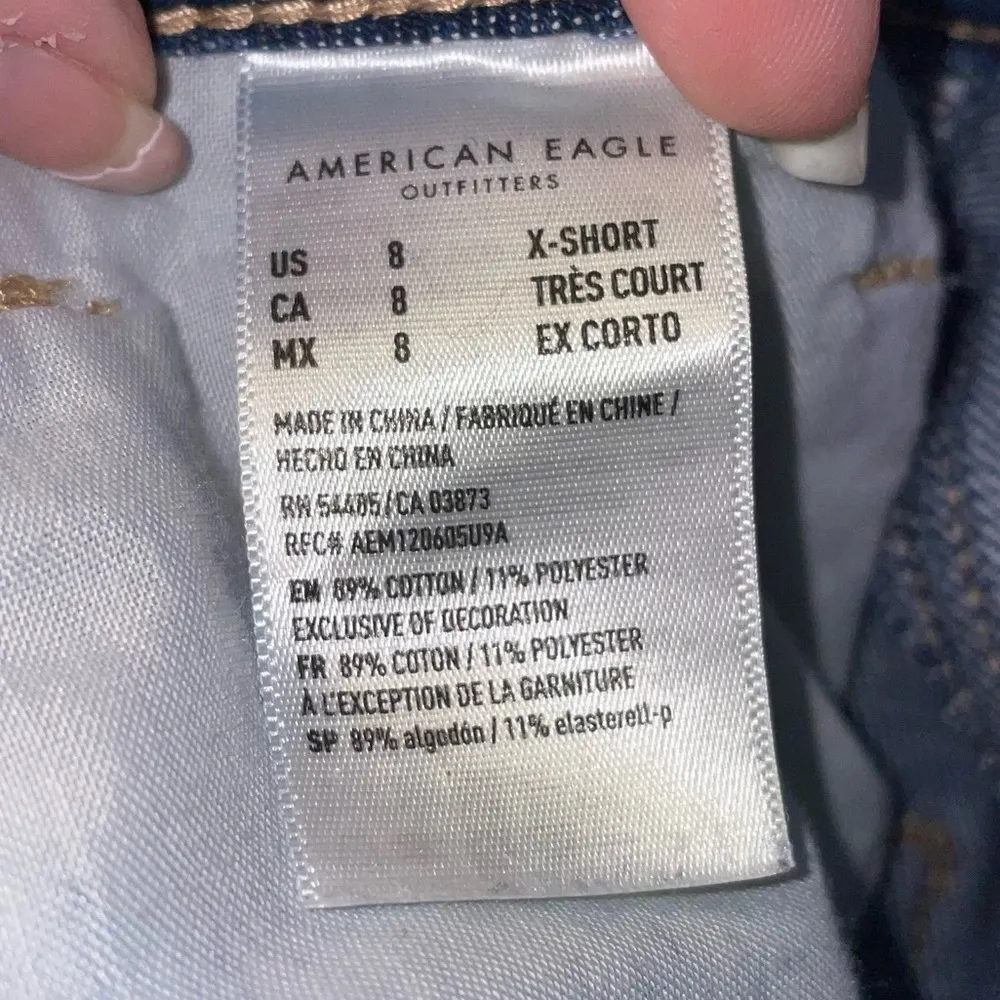 AMERICAN EAGLE
OUTFITTERS
US 8 X-SHORT
CA 8 TRÈS COURT
MX 8 EX CORTO
MADE IN CHINA / FABRIQUÉ EN CHINE /
HECHO EN CHINA
RN 54485/CA 03873
RFC# AEM120605U9A
EN 89% COTTON / 11% POLYESTER
EXCLUSIVE OF DECORATION
FR 89% COTON / 11% POLYESTER
À L'EXCEPTION DE LA GARNITURE
SP 89% algodón / 11% elasterell-p